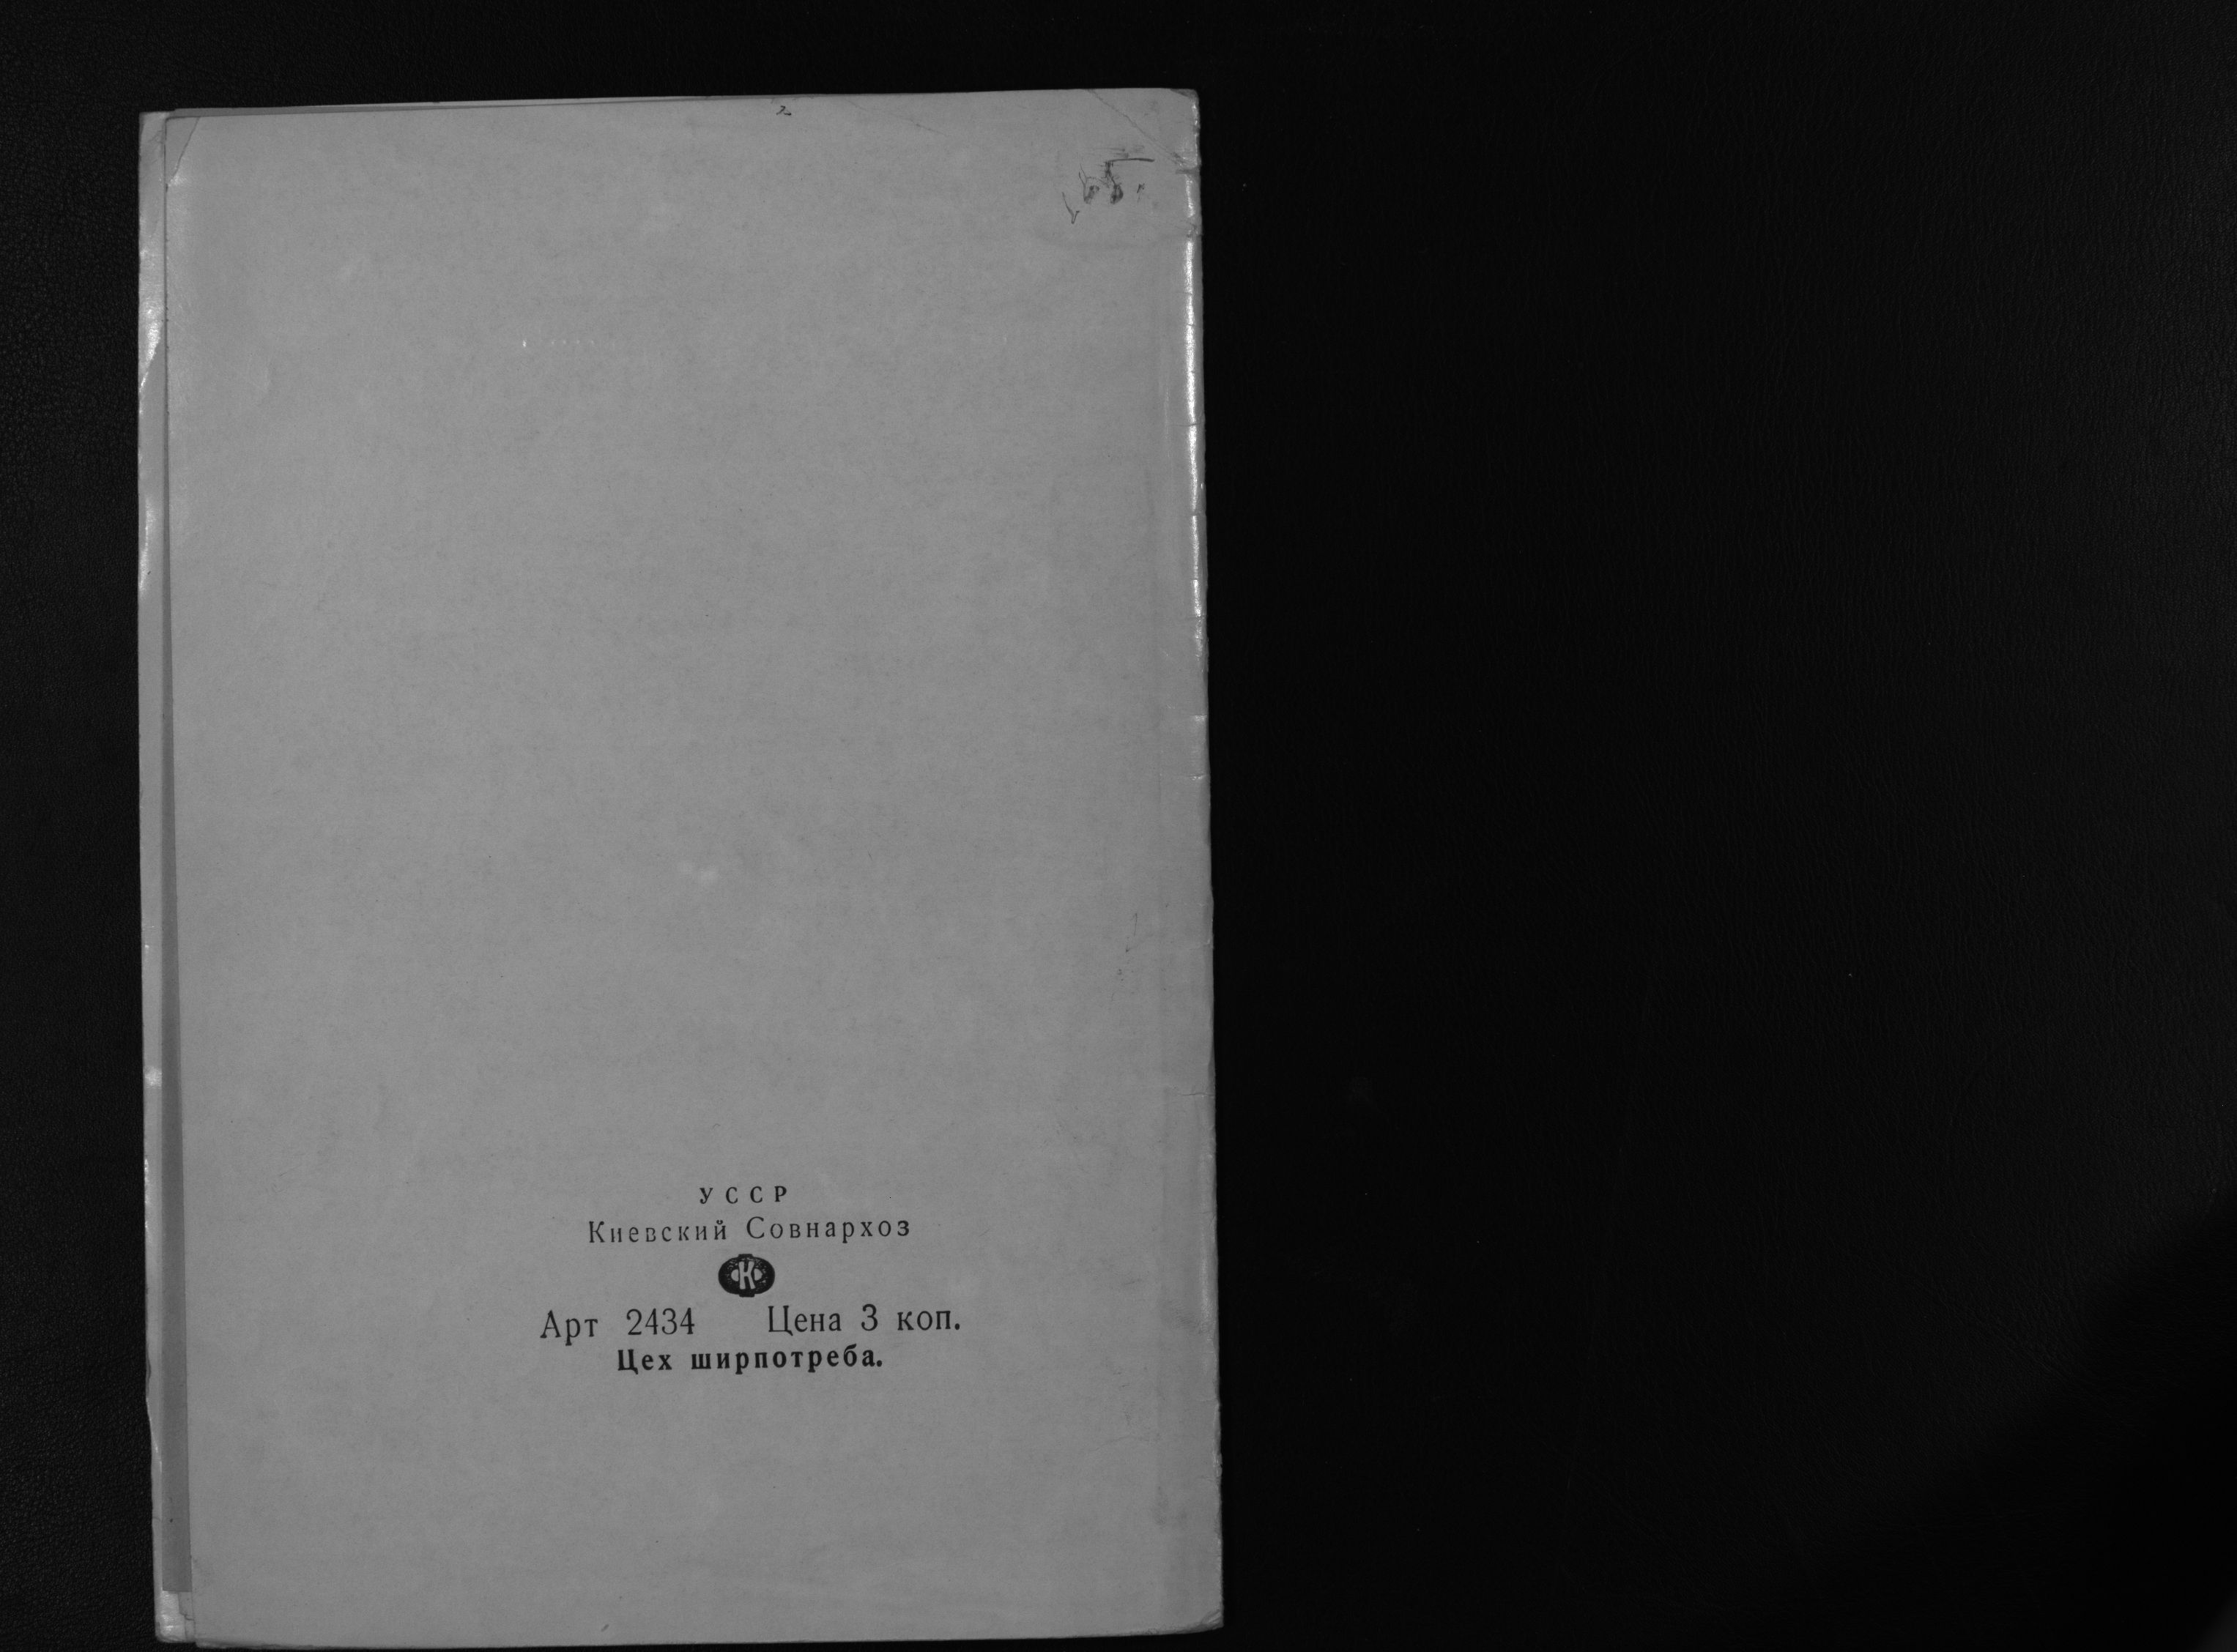 УССР
Киевский Совнархоз
К
Арт 2434 Цена 3 коп.
Цех ширпотреба.